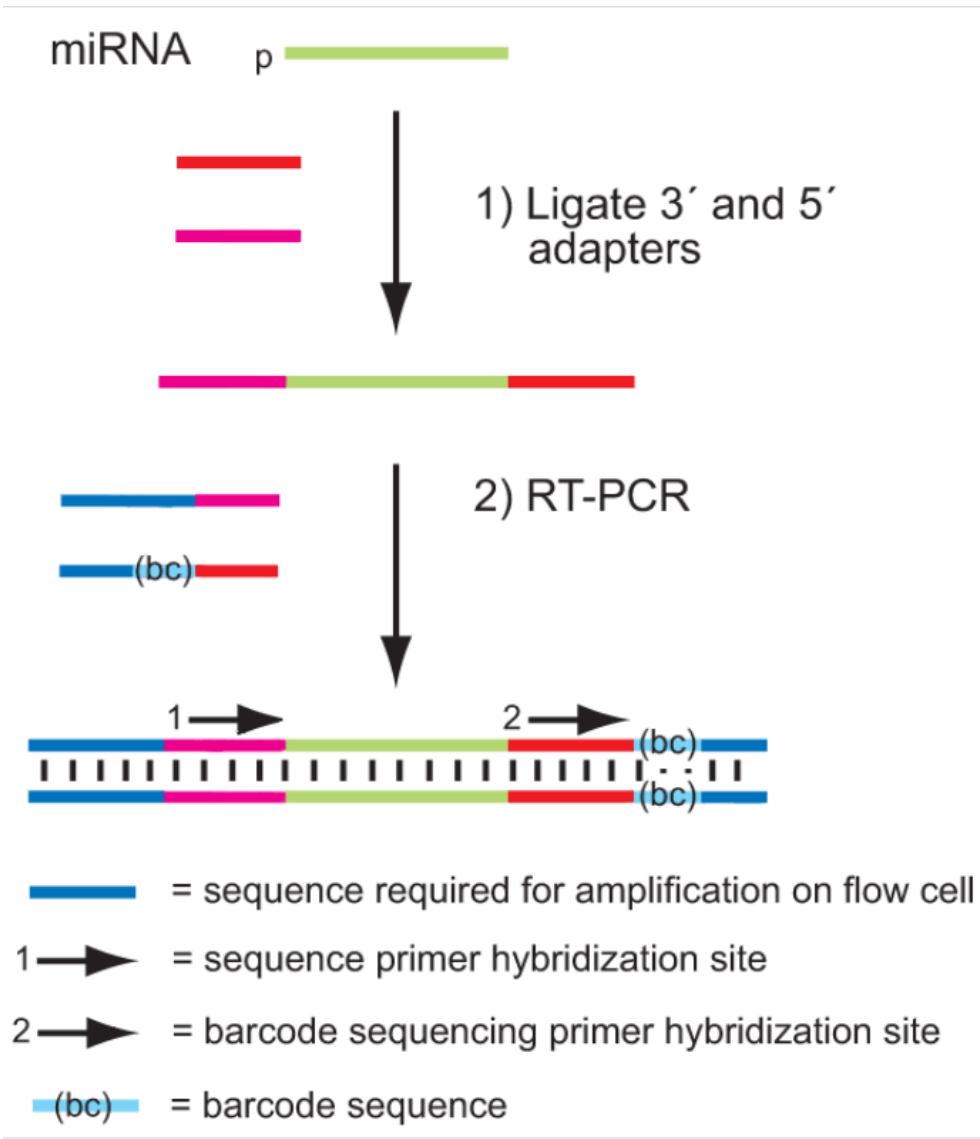 miRNA
p
1) Ligate 3´ and 5´
adapters
2) RT-PCR
(bc)
1
2
(bc)
(bc)
= sequence required for amplification on flow cell
1 = sequence primer hybridization site
2 = barcode sequencing primer hybridization site
(bc) = barcode sequence